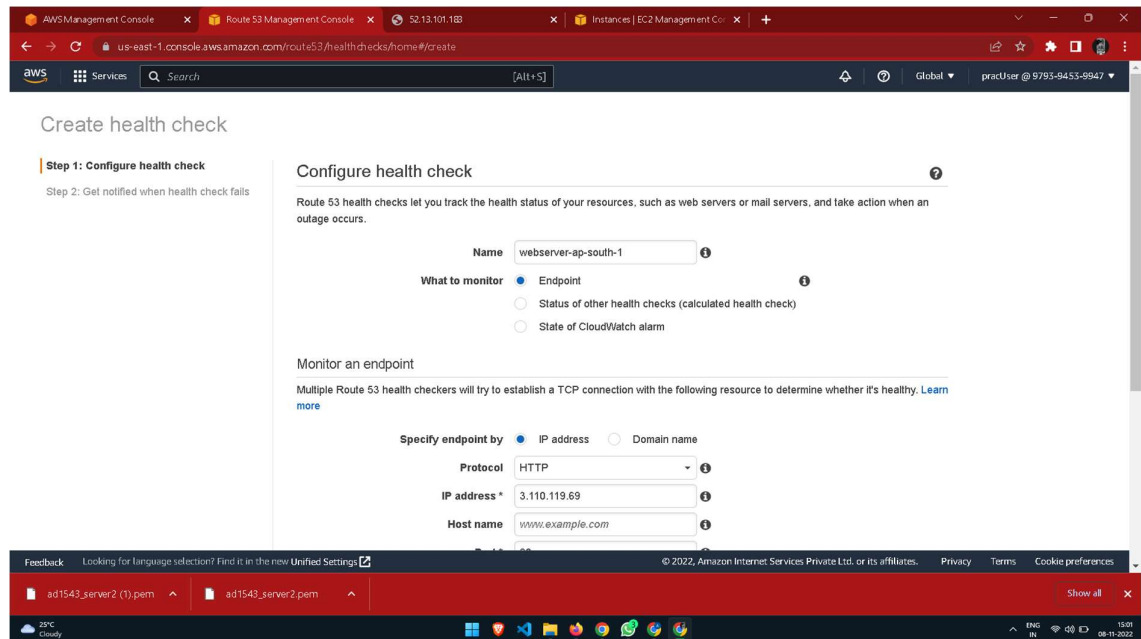 AWS Management Console
Route 53 Management Console
52.13.101.183
Instances | EC2 Management Cor
us-east-1.console.aws.amazon.com/route53/healthchecks/home#/create
aws Services Search [Alt+S] Global pracUser @ 9793-9453-9947
Create health check
Step 1: Configure health check
Step 2: Get notified when health check fails
Configure health check
Route 53 health checks let you track the health status of your resources, such as web servers or mail servers, and take action when an
outage occurs.
Name webserver-ap-south-1
What to monitor Endpoint
Status of other health checks (calculated health check)
State of CloudWatch alarm
Monitor an endpoint
Multiple Route 53 health checkers will try to establish a TCP connection with the following resource to determine whether it's healthy. Learn
more
Specify endpoint by IP address Domain name
Protocol HTTP
IP address * 3.110.119.69
Host name www.example.com
Feedback Looking for language selection? Find it in the new Unified Settings © 2022, Amazon Internet Services Private Ltd. or its affiliates. Privacy Terms Cookie preferences
ad1543_server2 (1).pem ad1543_server2.pem Show all
25°C
Cloudy
ENG
IN
15:01
08-11-2022